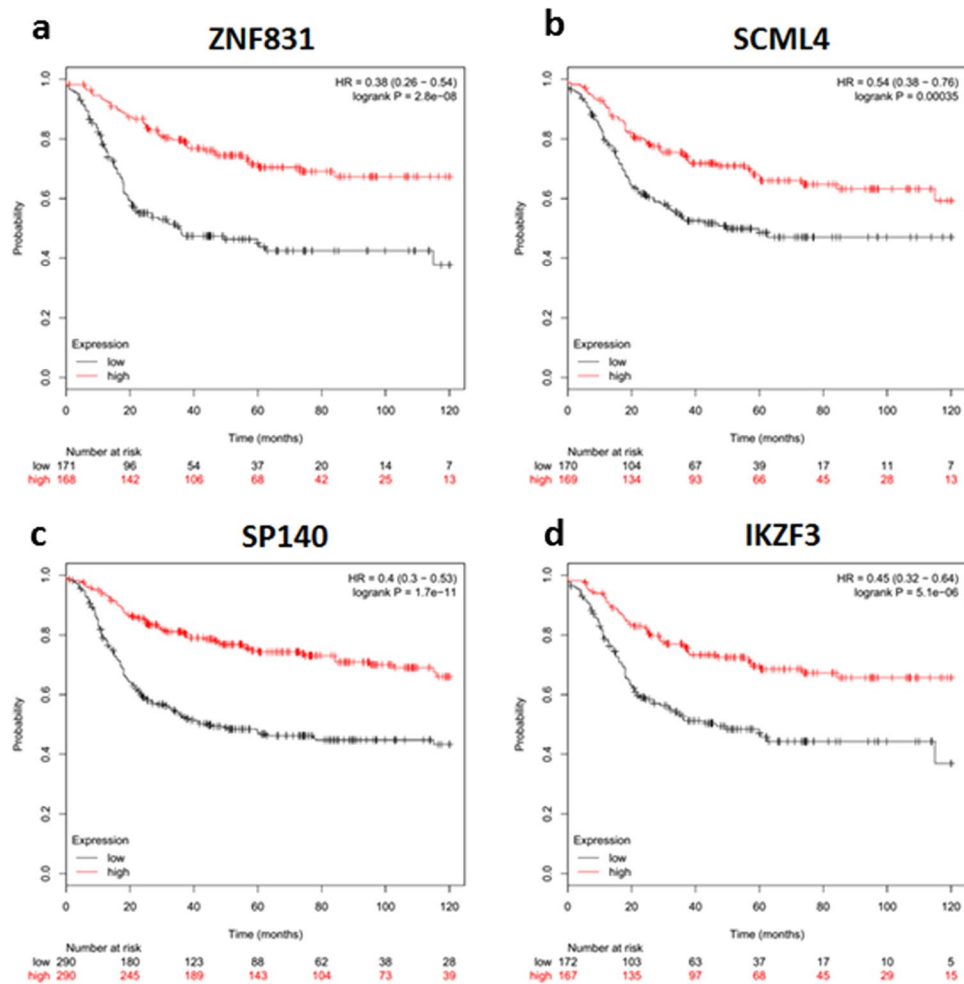 a
ZNF831
HR = 0.38 (0.26 − 0.54)
logrank P = 2.8e−08
Probability
1.0
0.8
0.6
0.4
0.2
0.0
Expression
low
high
0 20 40 60 80 100 120
Time (months)
Number at risk
low 171 96 54 37 20 14 7
high 168 142 106 68 42 25 13
b
SCML4
HR = 0.54 (0.38 − 0.76)
logrank P = 0.00035
Probability
1.0
0.8
0.6
0.4
0.2
0.0
Expression
low
high
0 20 40 60 80 100 120
Time (months)
Number at risk
low 170 104 67 39 17 11 7
high 169 134 93 66 45 28 13
c
SP140
HR = 0.4 (0.3 − 0.53)
logrank P = 1.7e−11
Probability
1.0
0.8
0.6
0.4
0.2
0.0
Expression
low
high
0 20 40 60 80 100 120
Time (months)
Number at risk
low 290 180 123 88 62 38 28
high 290 245 189 143 104 73 39
d
IKZF3
HR = 0.45 (0.32 − 0.64)
logrank P = 5.1e−06
Probability
1.0
0.8
0.6
0.4
0.2
0.0
Expression
low
high
0 20 40 60 80 100 120
Time (months)
Number at risk
low 172 103 63 37 17 10 5
high 167 135 97 68 45 29 15